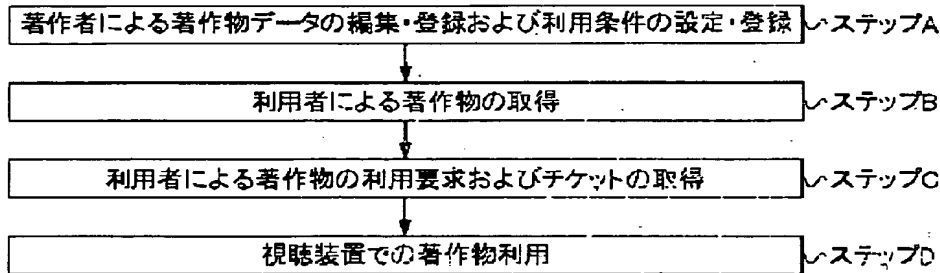 著作者による著作物データの編集・登録および利用条件の設定・登録 ステップA
利用者による著作物の取得 ステップB
利用者による著作物の利用要求およびチケットの取得 ステップC
視聴装置での著作物利用 ステップD